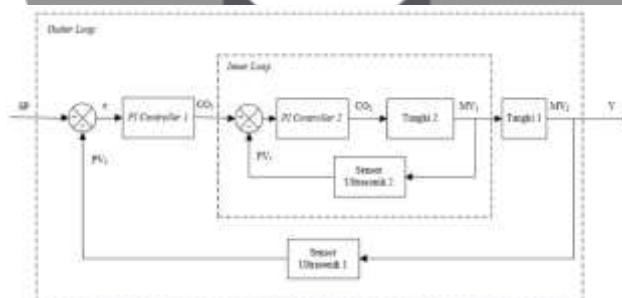 Outer Loop
Inner Loop
SP
e
PI Controller 1
CO₁
PI Controller 2
CO₂
Tangki 2
MV₁
Tangki 1
MV₂
Y
PV₁
Sensor
Ultrasonik 2
PV₂
Sensor
Ultrasonik 1